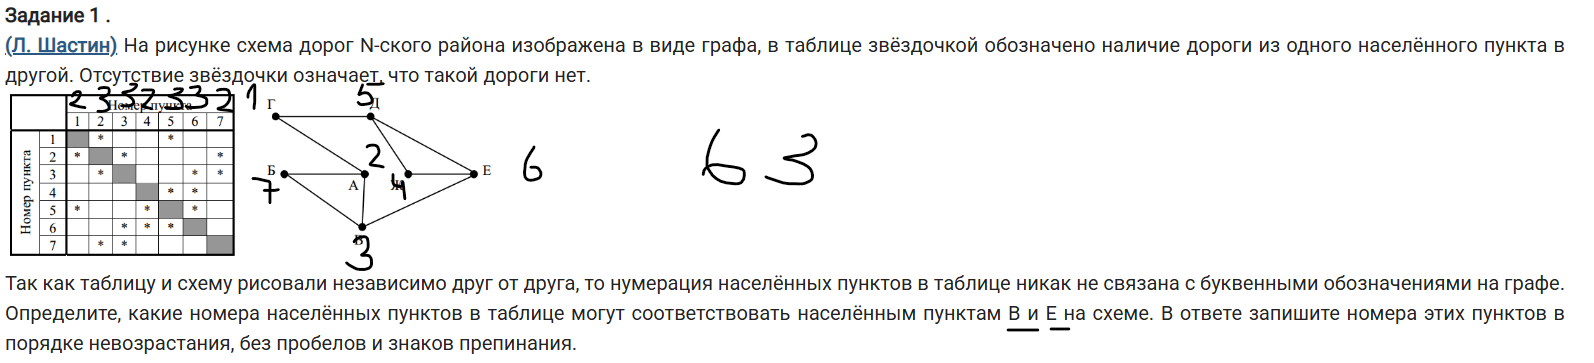 Задание 1 .
(Л. Шастин) На рисунке схема дорог N-ского района изображена в виде графа, в таблице звёздочкой обозначено наличие дороги из одного населённого пункта в
другой. Отсутствие звёздочки означает, что такой дороги нет.
2 3 3 2 3 3 2
Номер пункта
1 2 3 4 5 6 7
Номер пункта
1 * *
2 * * *
3 * * *
4 * *
5 * * *
6 * * *
7 * *
1 Г 5 Д
Б 7 2 А Ж 4 Е 6
В 3
63
Так как таблицу и схему рисовали независимо друг от друга, то нумерация населённых пунктов в таблице никак не связана с буквенными обозначениями на графе.
Определите, какие номера населённых пунктов в таблице могут соответствовать населённым пунктам В и Е на схеме. В ответе запишите номера этих пунктов в
порядке невозрастания, без пробелов и знаков препинания.